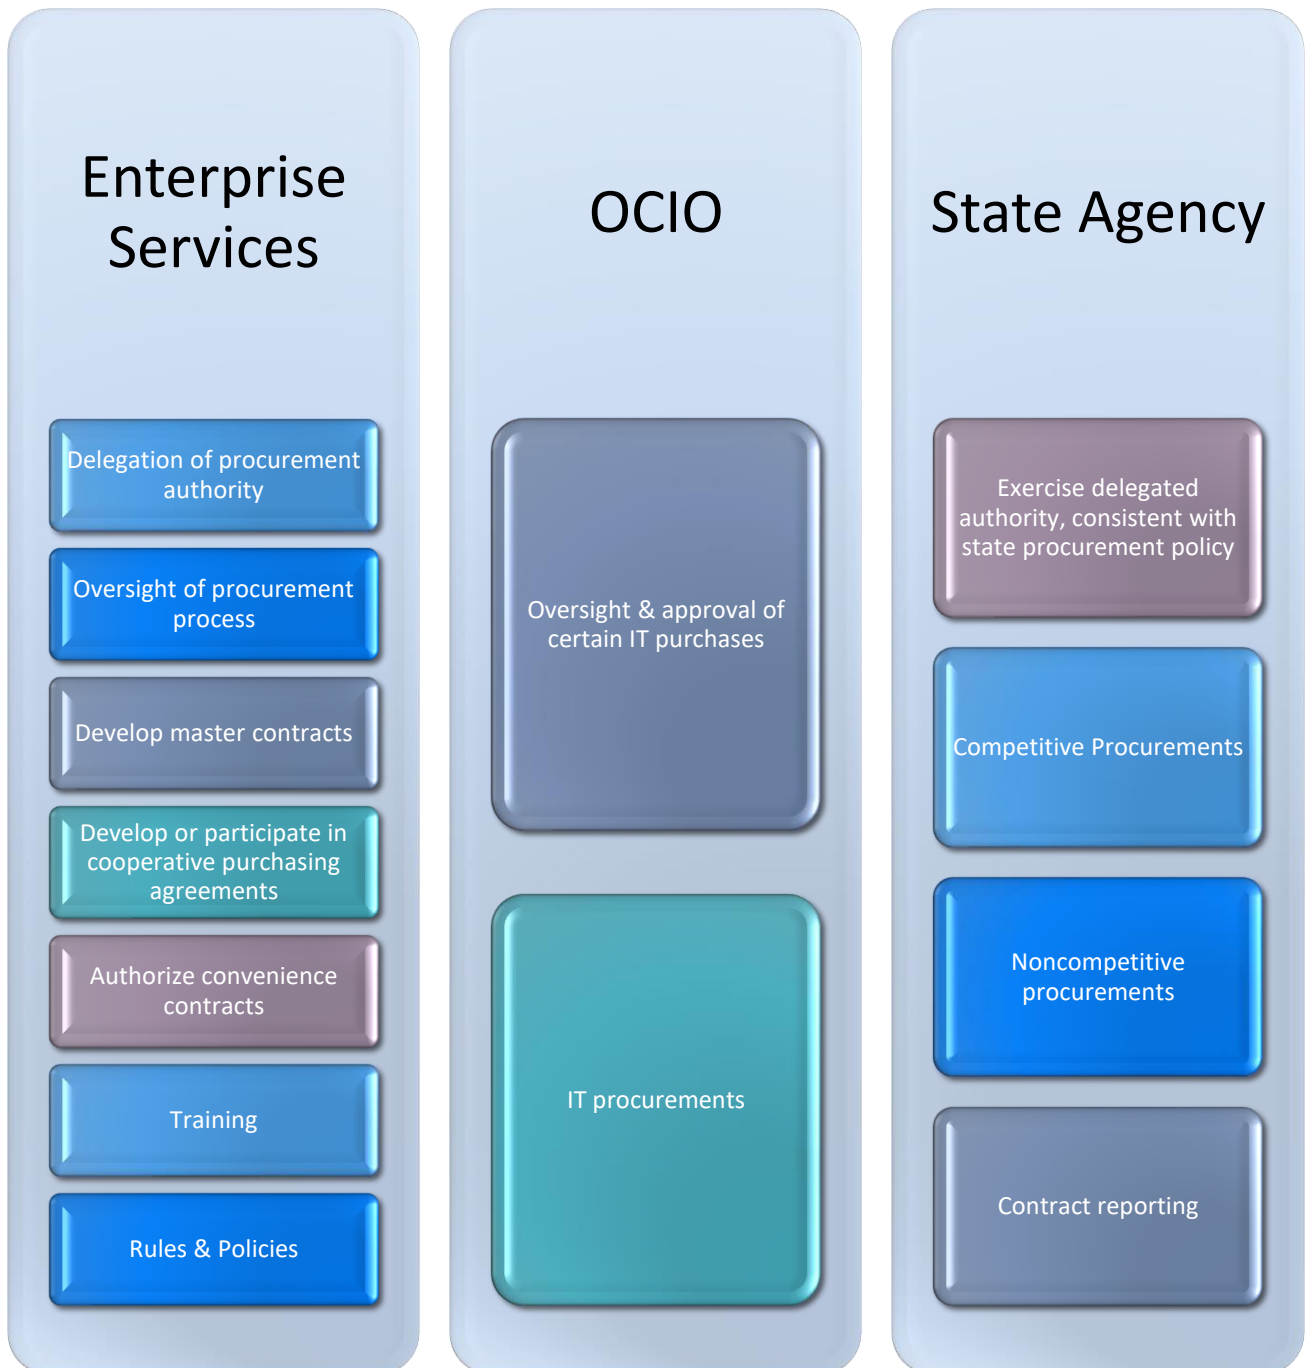 Enterprise
Services
Delegation of procurement
authority
Oversight of procurement
process
Develop master contracts
Develop or participate in
cooperative purchasing
agreements
Authorize convenience
contracts
Training
Rules & Policies
OCIO
Oversight & approval of
certain IT purchases
IT procurements
State Agency
Exercise delegated
authority, consistent with
state procurement policy
Competitive Procurements
Noncompetitive
procurements
Contract reporting